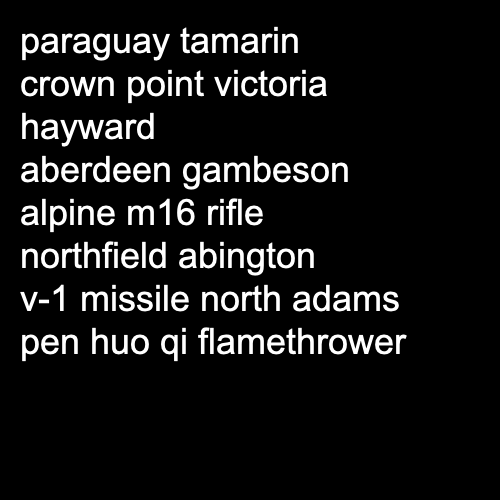 paraguay tamarin
crown point victoria
hayward
aberdeen gambeson
alpine m16 rifle
northfield abington
v-1 missile north adams
pen huo qi flamethrower